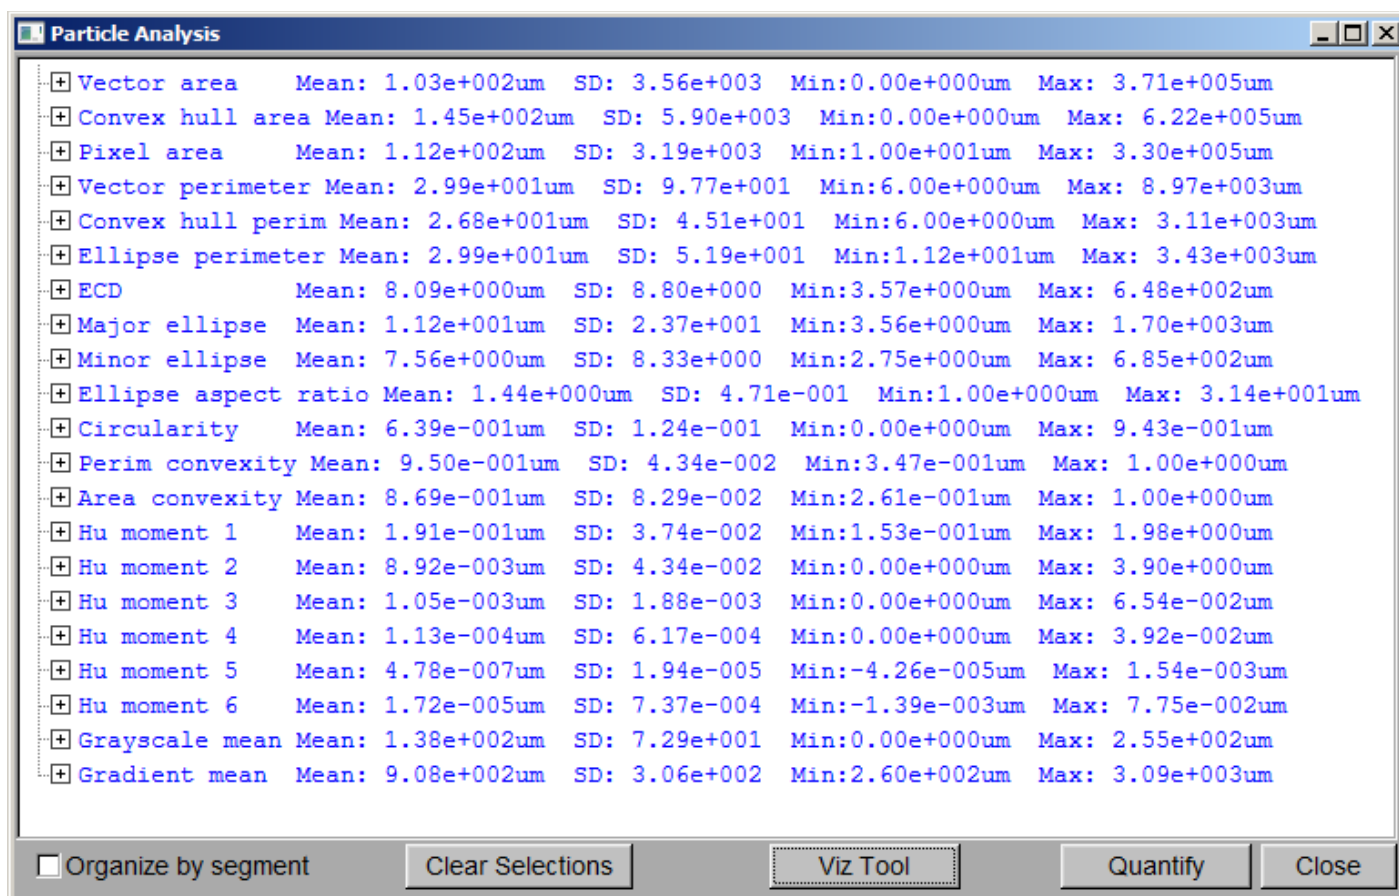 Particle Analysis
Vector area Mean: 1.03e+002um SD: 3.56e+003 Min:0.00e+000um Max: 3.71e+005um
Convex hull area Mean: 1.45e+002um SD: 5.90e+003 Min:0.00e+000um Max: 6.22e+005um
Pixel area Mean: 1.12e+002um SD: 3.19e+003 Min:1.00e+001um Max: 3.30e+005um
Vector perimeter Mean: 2.99e+001um SD: 9.77e+001 Min:6.00e+000um Max: 8.97e+003um
Convex hull perim Mean: 2.68e+001um SD: 4.51e+001 Min:6.00e+000um Max: 3.11e+003um
Ellipse perimeter Mean: 2.99e+001um SD: 5.19e+001 Min:1.12e+001um Max: 3.43e+003um
ECD Mean: 8.09e+000um SD: 8.80e+000 Min:3.57e+000um Max: 6.48e+002um
Major ellipse Mean: 1.12e+001um SD: 2.37e+001 Min:3.56e+000um Max: 1.70e+003um
Minor ellipse Mean: 7.56e+000um SD: 8.33e+000 Min:2.75e+000um Max: 6.85e+002um
Ellipse aspect ratio Mean: 1.44e+000um SD: 4.71e-001 Min:1.00e+000um Max: 3.14e+001um
Circularity Mean: 6.39e-001um SD: 1.24e-001 Min:0.00e+000um Max: 9.43e-001um
Perim convexity Mean: 9.50e-001um SD: 4.34e-002 Min:3.47e-001um Max: 1.00e+000um
Area convexity Mean: 8.69e-001um SD: 8.29e-002 Min:2.61e-001um Max: 1.00e+000um
Hu moment 1 Mean: 1.91e-001um SD: 3.74e-002 Min:1.53e-001um Max: 1.98e+000um
Hu moment 2 Mean: 8.92e-003um SD: 4.34e-002 Min:0.00e+000um Max: 3.90e+000um
Hu moment 3 Mean: 1.05e-003um SD: 1.88e-003 Min:0.00e+000um Max: 6.54e-002um
Hu moment 4 Mean: 1.13e-004um SD: 6.17e-004 Min:0.00e+000um Max: 3.92e-002um
Hu moment 5 Mean: 4.78e-007um SD: 1.94e-005 Min:-4.26e-005um Max: 1.54e-003um
Hu moment 6 Mean: 1.72e-005um SD: 7.37e-004 Min:-1.39e-003um Max: 7.75e-002um
Grayscale mean Mean: 1.38e+002um SD: 7.29e+001 Min:0.00e+000um Max: 2.55e+002um
Gradient mean Mean: 9.08e+002um SD: 3.06e+002 Min:2.60e+002um Max: 3.09e+003um
Organize by segment Clear Selections Viz Tool Quantify Close